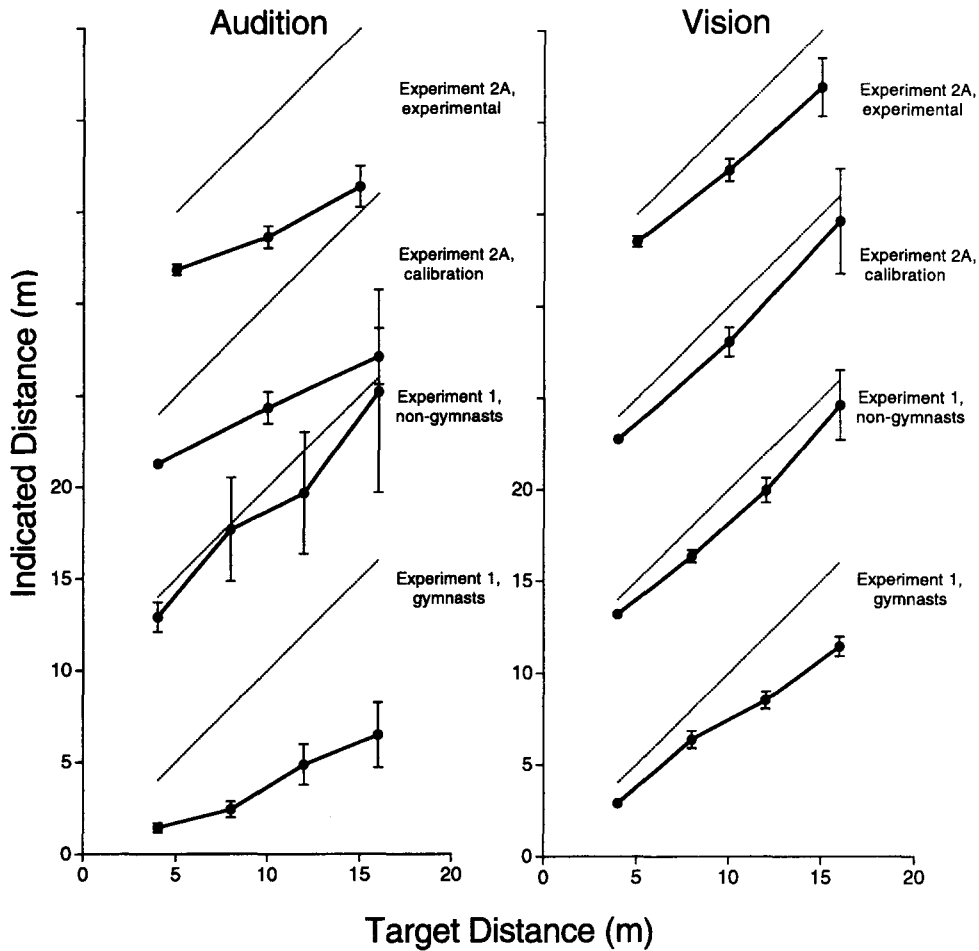 Audition
Vision
Experiment 2A,
experimental
Experiment 2A,
calibration
Experiment 1,
non-gymnasts
Experiment 1,
gymnasts
Experiment 2A,
experimental
Experiment 2A,
calibration
Experiment 1,
non-gymnasts
Experiment 1,
gymnasts
Indicated Distance (m)
20
15
10
5
0
20
15
10
5
0
0 5 10 15 20
0 5 10 15 20
Target Distance (m)